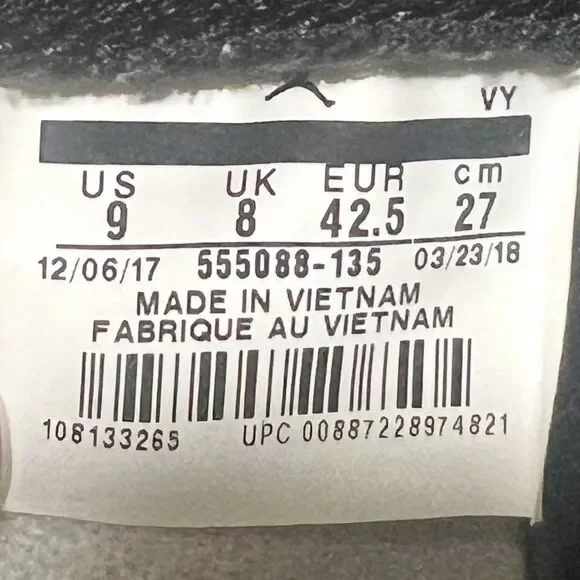 VY
US UK EUR cm
9 8 42.5 27
12/06/17 555088-135 03/23/18
MADE IN VIETNAM
FABRIQUE AU VIETNAM
108133265 UPC 00887228974821